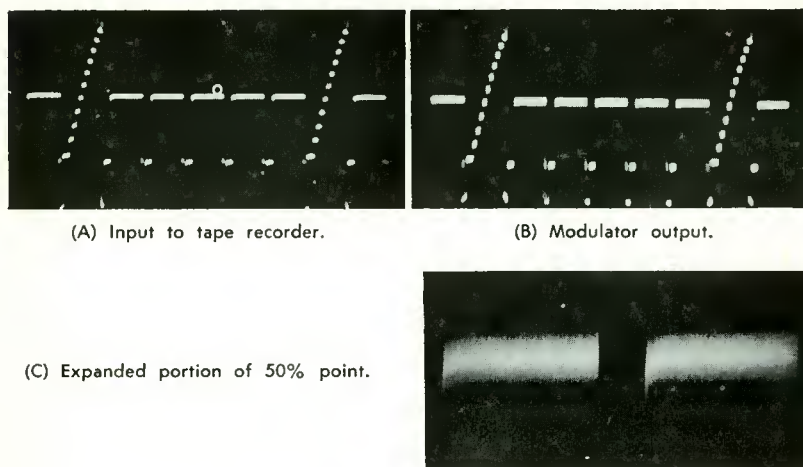 (A) Input to tape recorder.
(B) Modulator output.
(C) Expanded portion of 50% point.